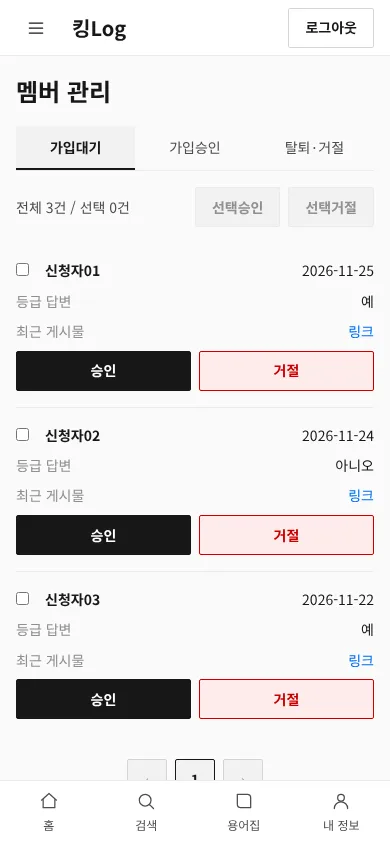 킹Log
로그아웃
멤버 관리
가입대기 가입승인 탈퇴·거절
전체 3건 / 선택 0건 선택승인 선택거절
신청자01 2026-11-25
등급 답변 예
최근 게시물 링크
승인 거절
신청자02 2026-11-24
등급 답변 아니오
최근 게시물 링크
승인 거절
신청자03 2026-11-22
등급 답변 예
최근 게시물 링크
승인 거절
1
홈 검색 용어집 내 정보